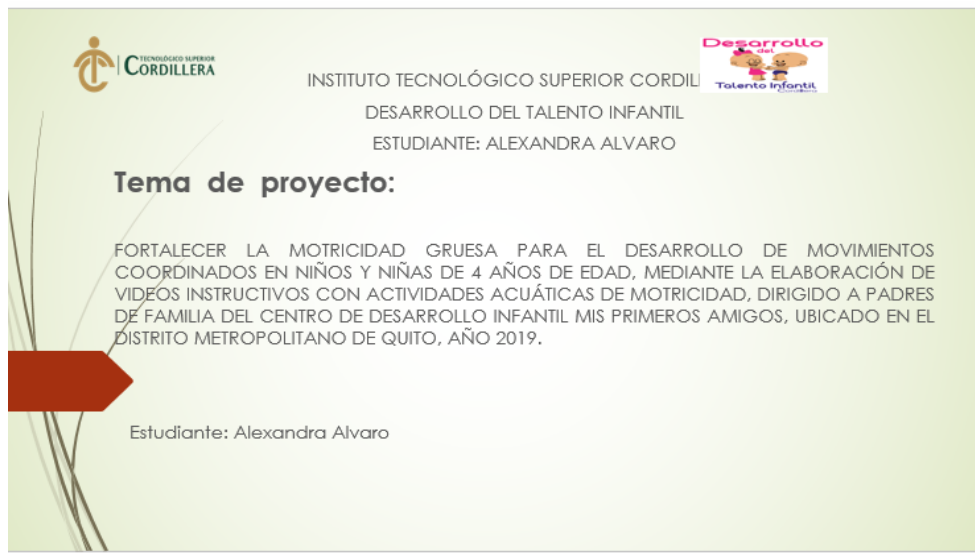 TECNOLÓGICO SUPERIOR
CORDILLERA
Desarrollo
del
Talento Infantil
Cordillera
INSTITUTO TECNOLÓGICO SUPERIOR CORDIL
DESARROLLO DEL TALENTO INFANTIL
ESTUDIANTE: ALEXANDRA ALVARO
Tema de proyecto:
FORTALECER LA MOTRICIDAD GRUESA PARA EL DESARROLLO DE MOVIMIENTOS
COORDINADOS EN NIÑOS Y NIÑAS DE 4 AÑOS DE EDAD, MEDIANTE LA ELABORACIÓN DE
VIDEOS INSTRUCTIVOS CON ACTIVIDADES ACUÁTICAS DE MOTRICIDAD, DIRIGIDO A PADRES
DE FAMILIA DEL CENTRO DE DESARROLLO INFANTIL MIS PRIMEROS AMIGOS, UBICADO EN EL
DISTRITO METROPOLITANO DE QUITO, AÑO 2019.
Estudiante: Alexandra Alvaro